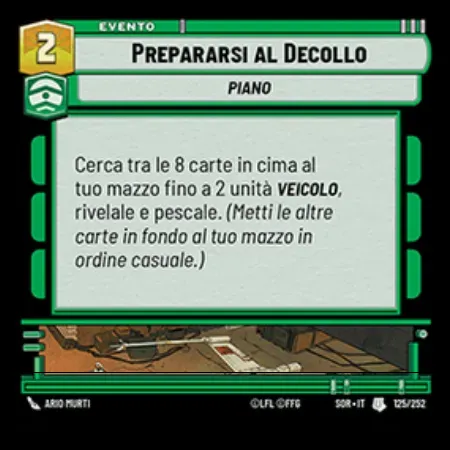 EVENTO
2
PREPARARSI AL DECOLLO
PIANO
Cerca tra le 8 carte in cima al
tuo mazzo fino a 2 unità VEICOLO,
rivelale e pescale. (Metti le altre
carte in fondo al tuo mazzo in
ordine casuale.)
ARIO MURTI ©LFL ©FFG SOR • IT 125/252